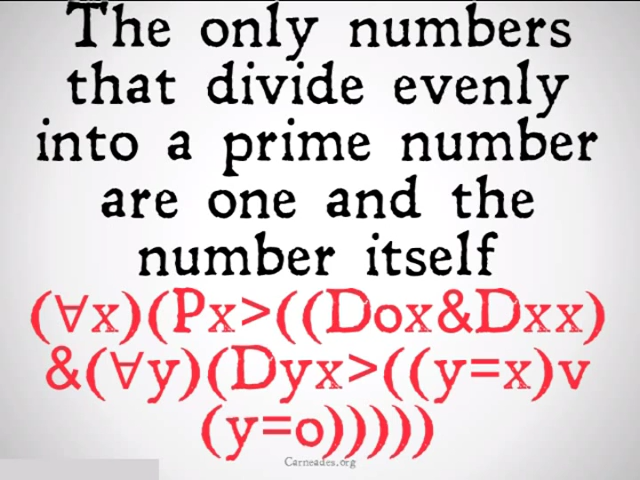 The only numbers
that divide evenly
into a prime number
are one and the
number itself
(∀x)(Px>((Dox&Dxx)
&(∀y)(Dyx>((y=x)v
(y=o)))))
Carneades.org